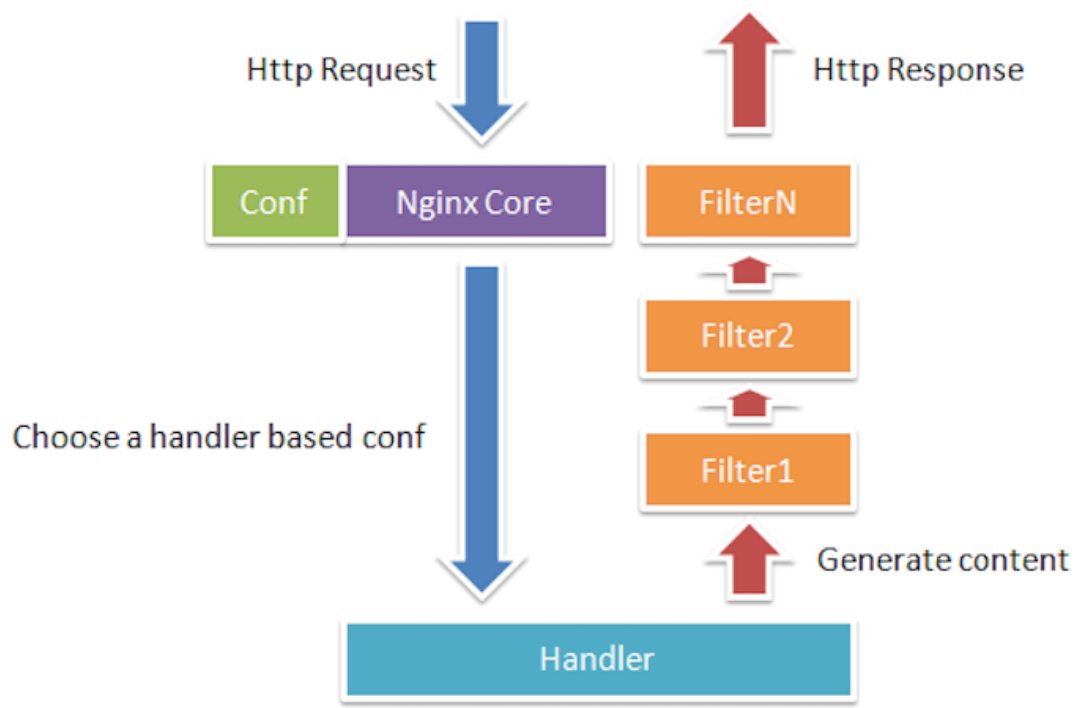 Http Request
Http Response
Conf
Nginx Core
FilterN
Filter2
Choose a handler based conf
Filter1
Generate content
Handler